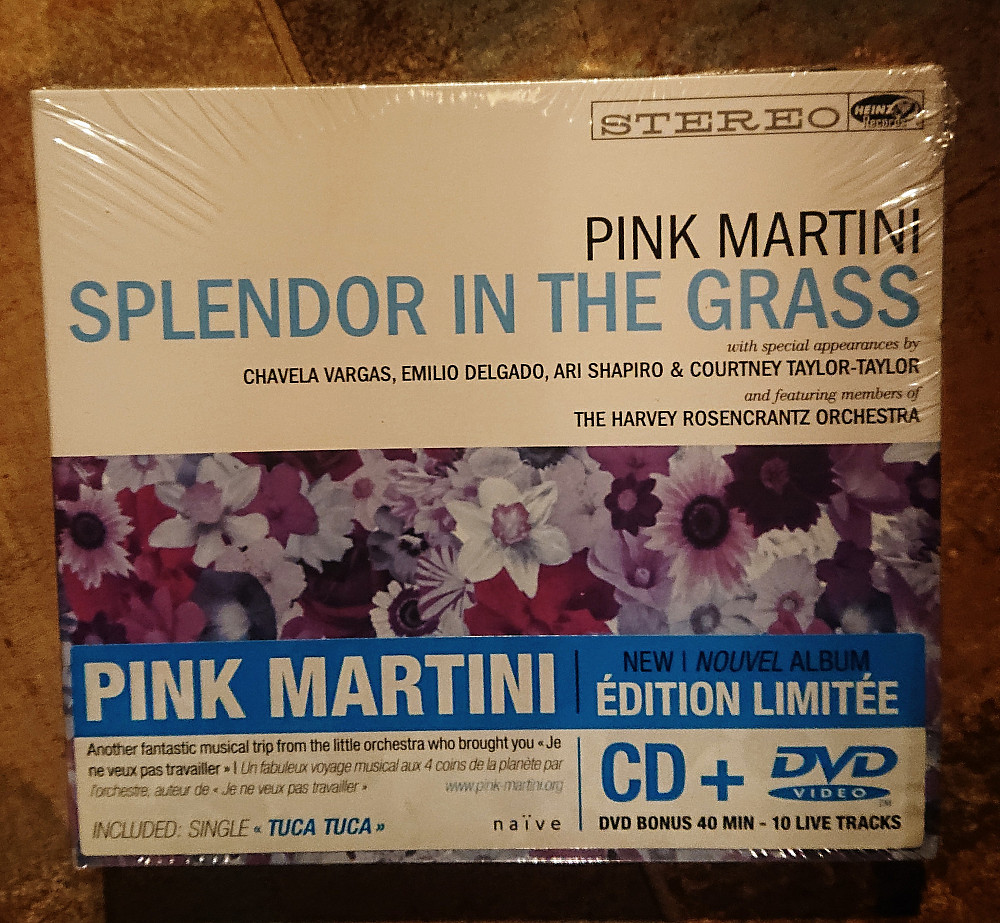 STEREO
HEINZ
Records
PINK MARTINI
SPLENDOR IN THE GRASS
with special appearances by
CHAVELA VARGAS, EMILIO DELGADO, ARI SHAPIRO & COURTNEY TAYLOR-TAYLOR
and featuring members of
THE HARVEY ROSENCRANTZ ORCHESTRA
PINK MARTINI
NEW | NOUVEL ALBUM
ÉDITION LIMITÉE
Another fantastic musical trip from the little orchestra who brought you «Je
ne veux pas travailler» | Un fabuleux voyage musical aux 4 coins de la planète par
l'orchestre, auteur de « Je ne veux pas travailler »
www.pink-martini.org
INCLUDED: SINGLE « TUCA TUCA »
naïve
CD + DVD
VIDEO
TM
DVD BONUS 40 MIN - 10 LIVE TRACKS